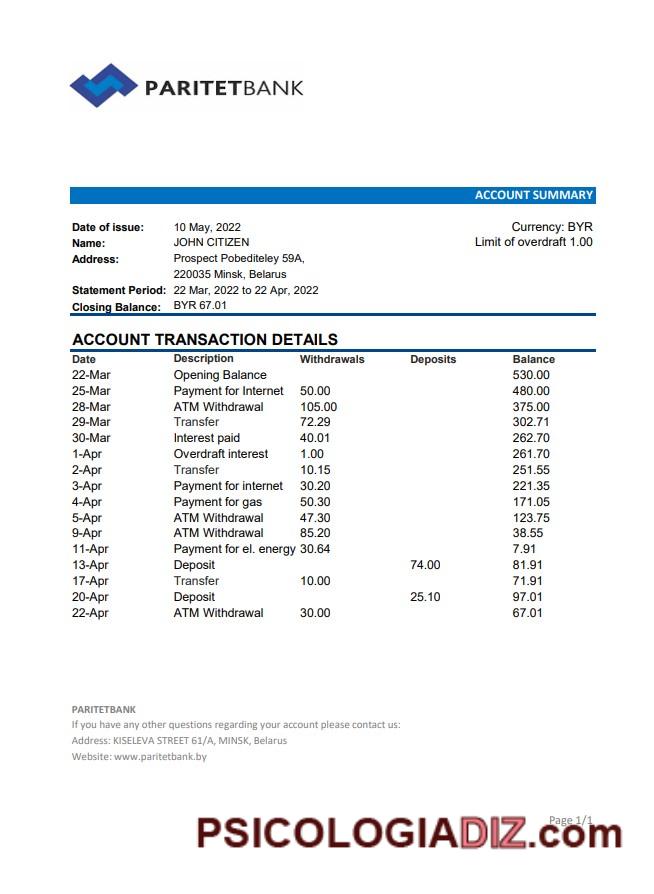 PARITETBANK
ACCOUNT SUMMARY
Date of issue: 10 May, 2022 Currency: BYR
Name: JOHN CITIZEN Limit of overdraft 1.00
Address: Prospect Pobediteley 59A,
220035 Minsk, Belarus
Statement Period: 22 Mar, 2022 to 22 Apr, 2022
Closing Balance: BYR 67.01
ACCOUNT TRANSACTION DETAILS
Date Description Withdrawals Deposits Balance
22-Mar Opening Balance 530.00
25-Mar Payment for Internet 50.00 480.00
28-Mar ATM Withdrawal 105.00 375.00
29-Mar Transfer 72.29 302.71
30-Mar Interest paid 40.01 262.70
1-Apr Overdraft interest 1.00 261.70
2-Apr Transfer 10.15 251.55
3-Apr Payment for internet 30.20 221.35
4-Apr Payment for gas 50.30 171.05
5-Apr ATM Withdrawal 47.30 123.75
9-Apr ATM Withdrawal 85.20 38.55
11-Apr Payment for el. energy 30.64 7.91
13-Apr Deposit 74.00 81.91
17-Apr Transfer 10.00 71.91
20-Apr Deposit 25.10 97.01
22-Apr ATM Withdrawal 30.00 67.01
PARITETBANK
If you have any other questions regarding your account please contact us:
Address: KISELEVA STREET 61/A, MINSK, Belarus
Website: www.paritetbank.by
Page 1/1
PSICOLOGIADIZ.com